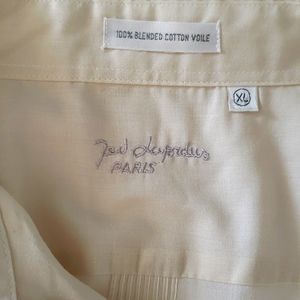 100% BLENDED COTTON VOILE
XL
Ted Lapidus
PARIS